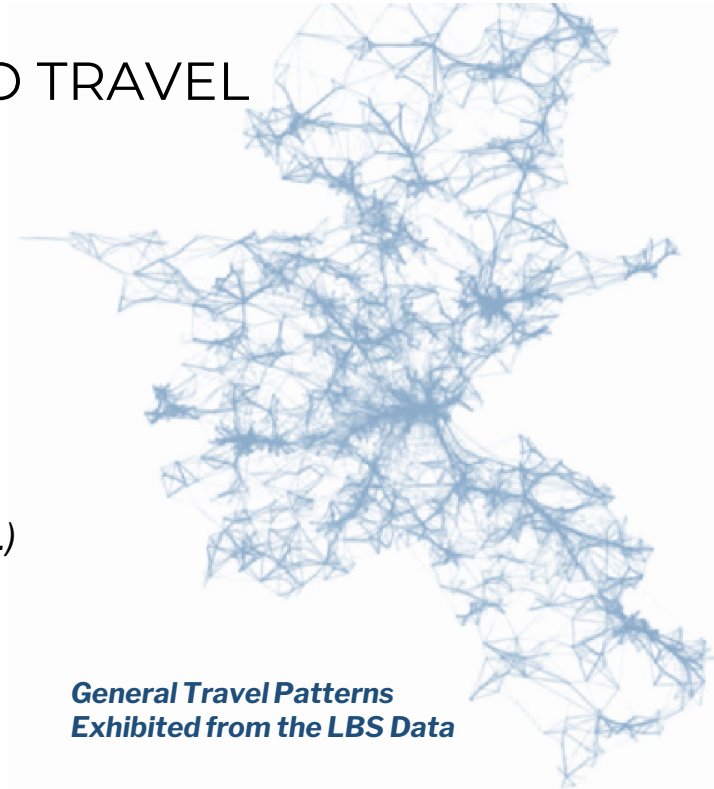 O TRAVEL
.)
General Travel Patterns
Exhibited from the LBS Data